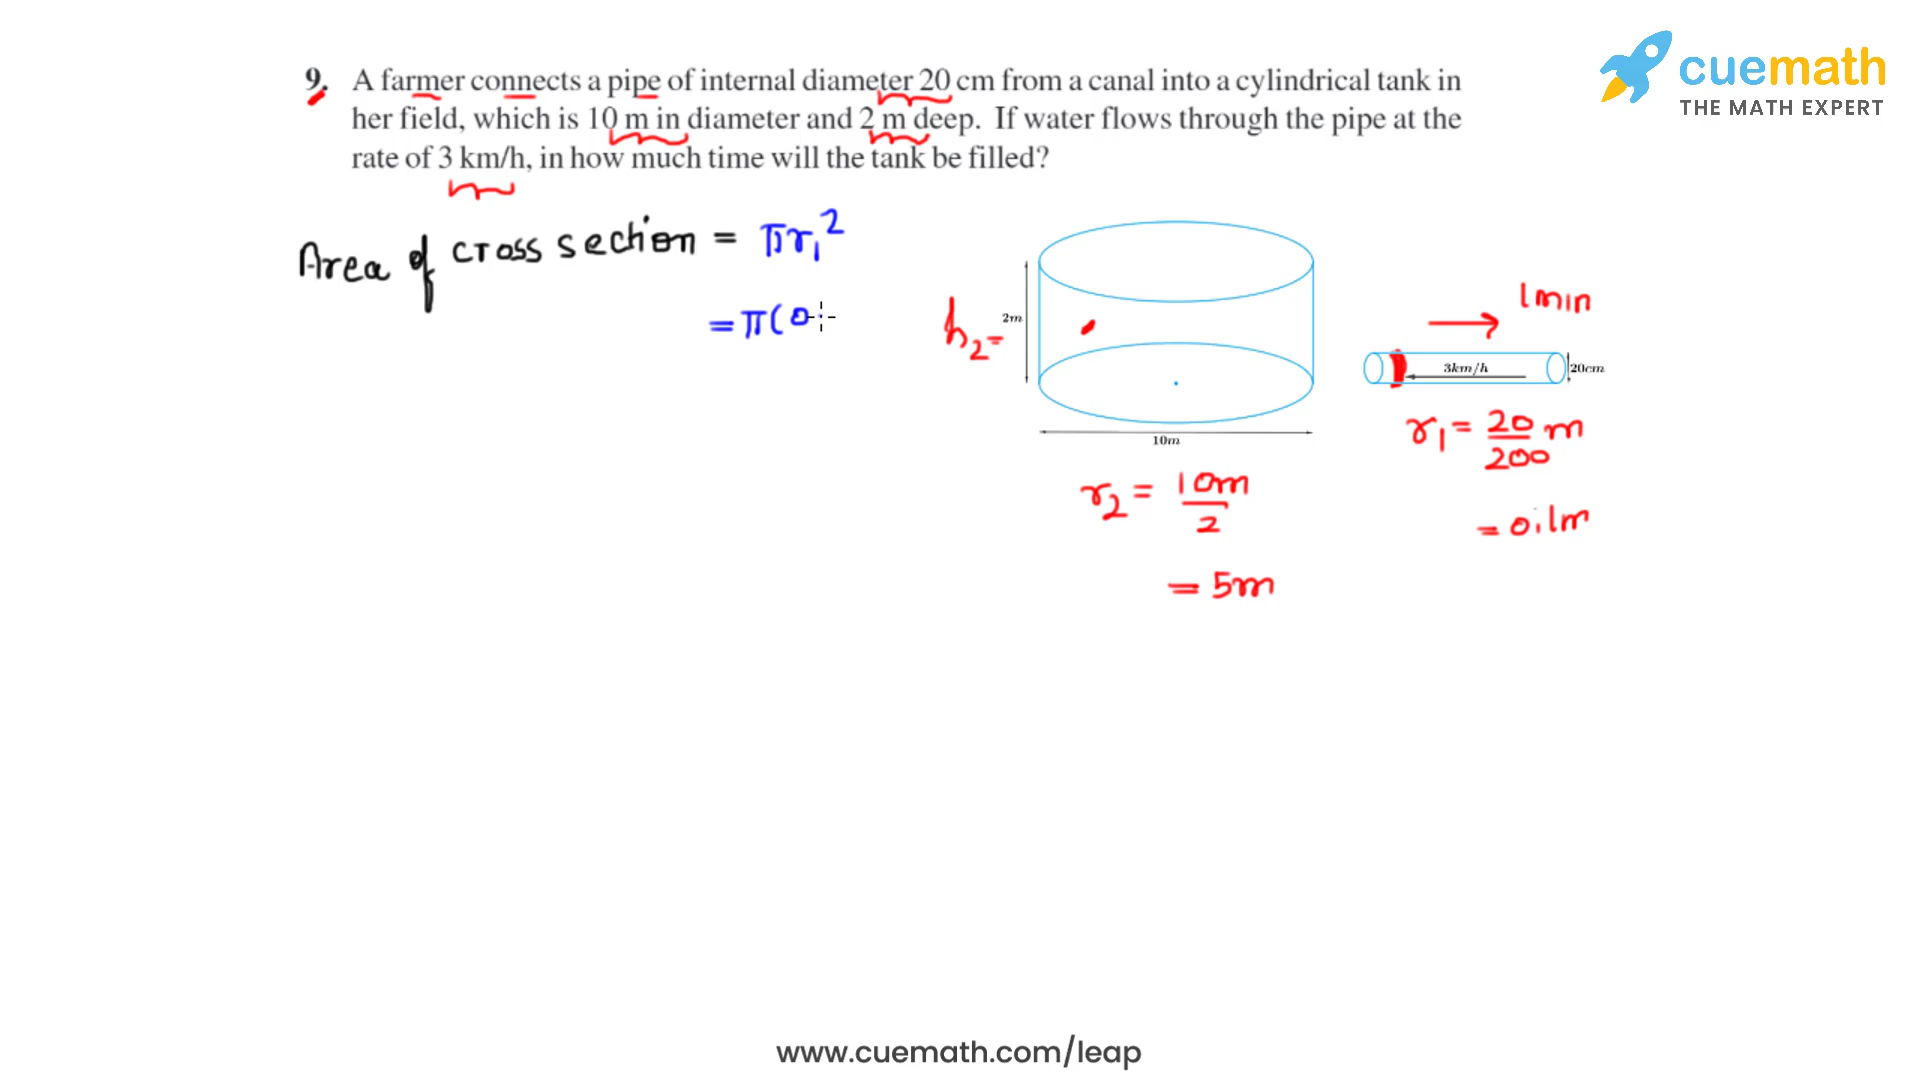 cuemath
THE MATH EXPERT
9. A farmer connects a pipe of internal diameter 20 cm from a canal into a cylindrical tank in
her field, which is 10 m in diameter and 2 m deep. If water flows through the pipe at the
rate of 3 km/h, in how much time will the tank be filled?
Area of cross section = πr₁²
= π(0.
h₂ =
2m
10m
1min
3km/h
20cm
r₁ = 20/200 m
= 0.1m
r₂ = 10m/2
= 5m
www.cuemath.com/leap